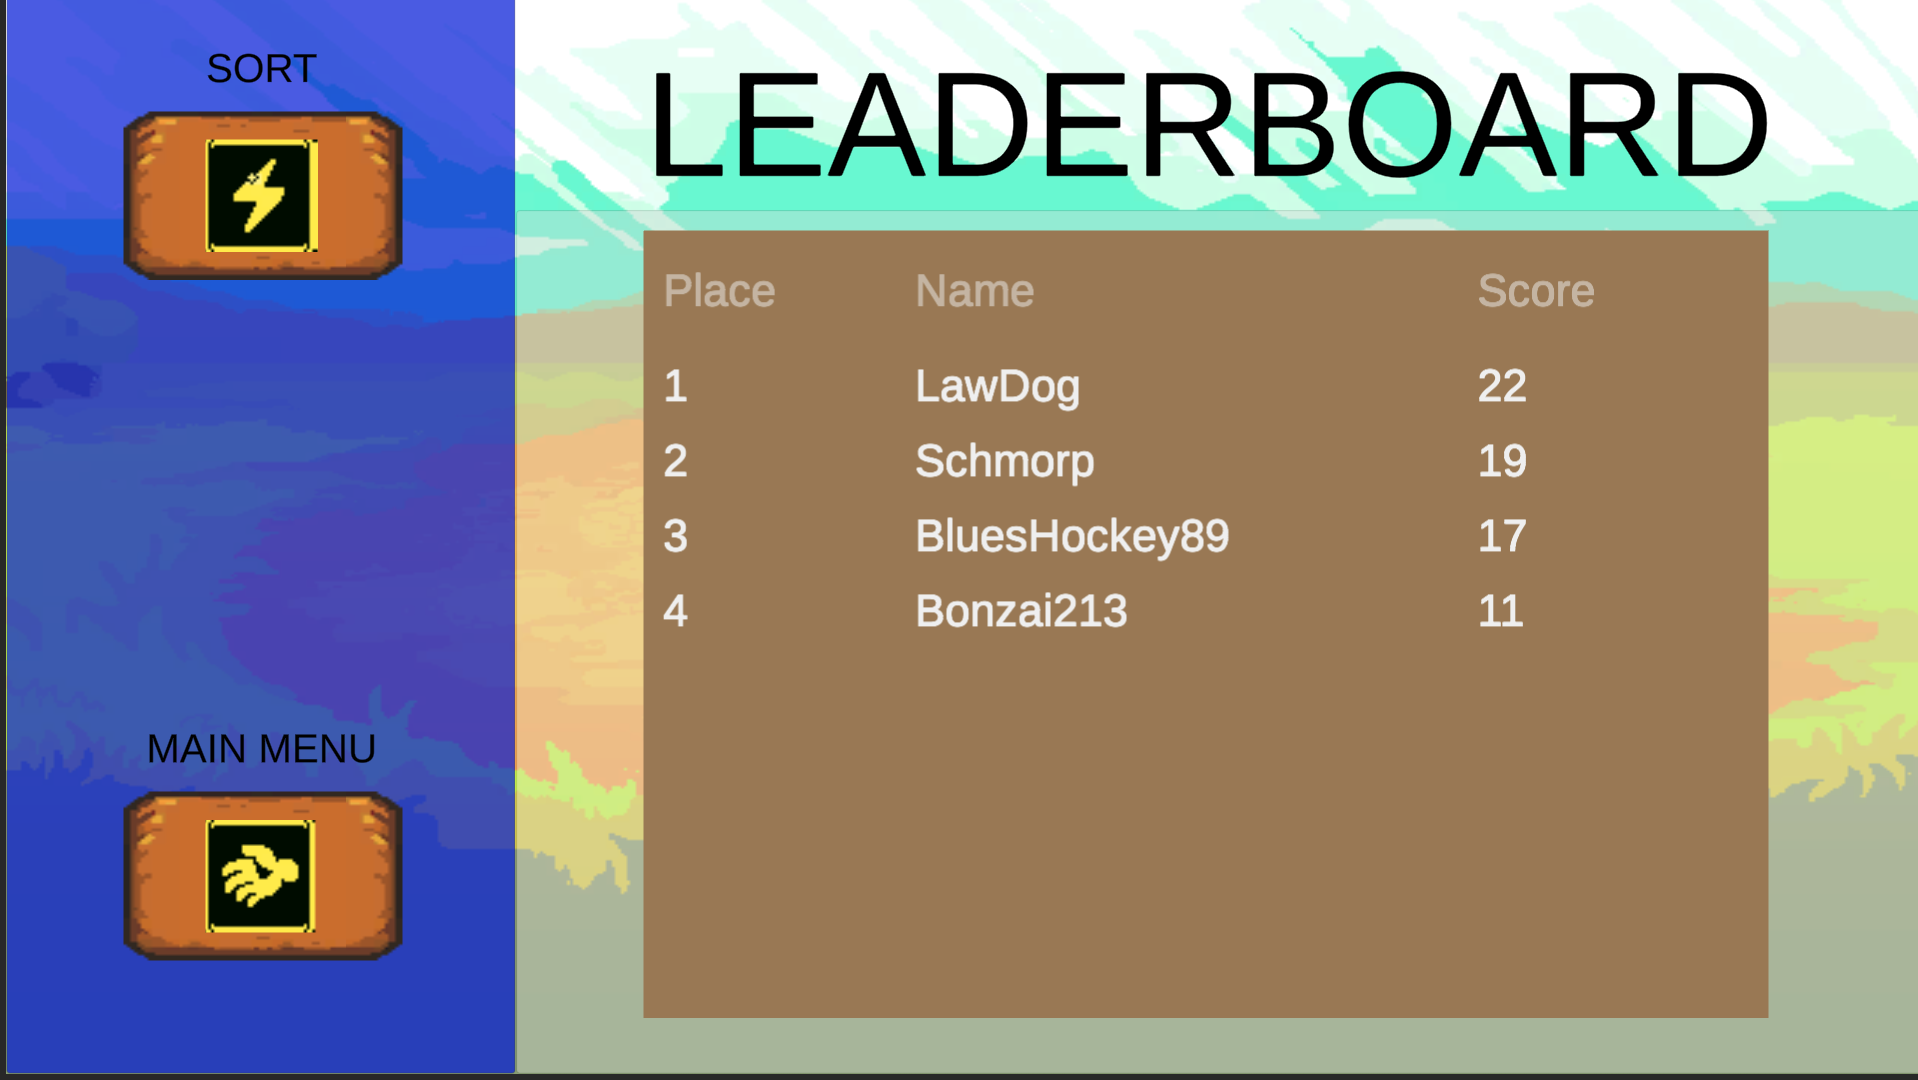 SORT
MAIN MENU
LEADERBOARD
Place Name Score
1 LawDog 22
2 Schmorp 19
3 BluesHockey89 17
4 Bonzai213 11